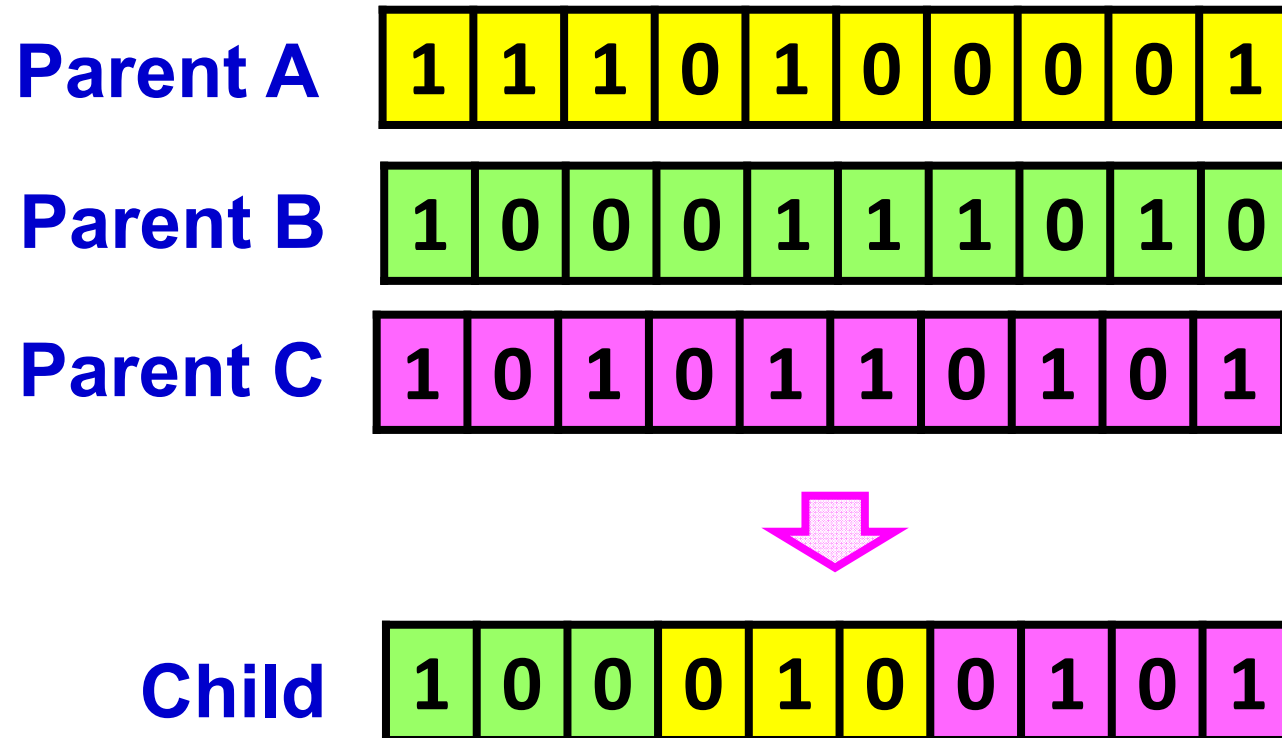 Parent A 1 1 1 0 1 0 0 0 0 1
Parent B 1 0 0 0 1 1 1 0 1 0
Parent C 1 0 1 0 1 1 0 1 0 1
Child 1 0 0 0 1 0 0 1 0 1